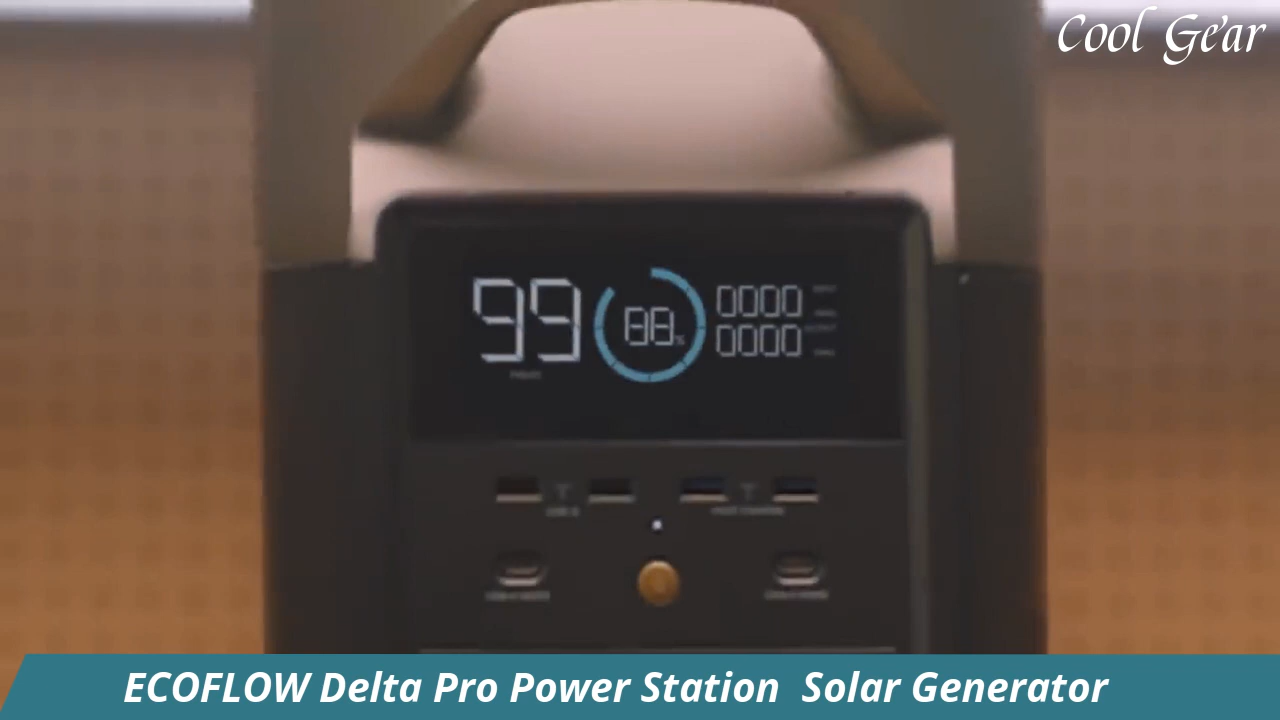 Cool Gear
99 88% 0000
0000
ECOFLOW Delta Pro Power Station Solar Generator